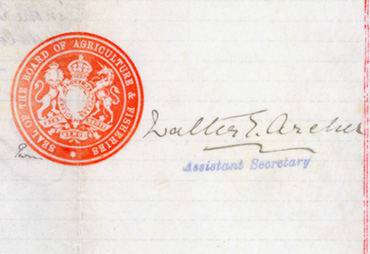 SEAL OF THE BOARD OF AGRICULTURE & FISHERIES
Walter E. Archer
Assistant Secretary